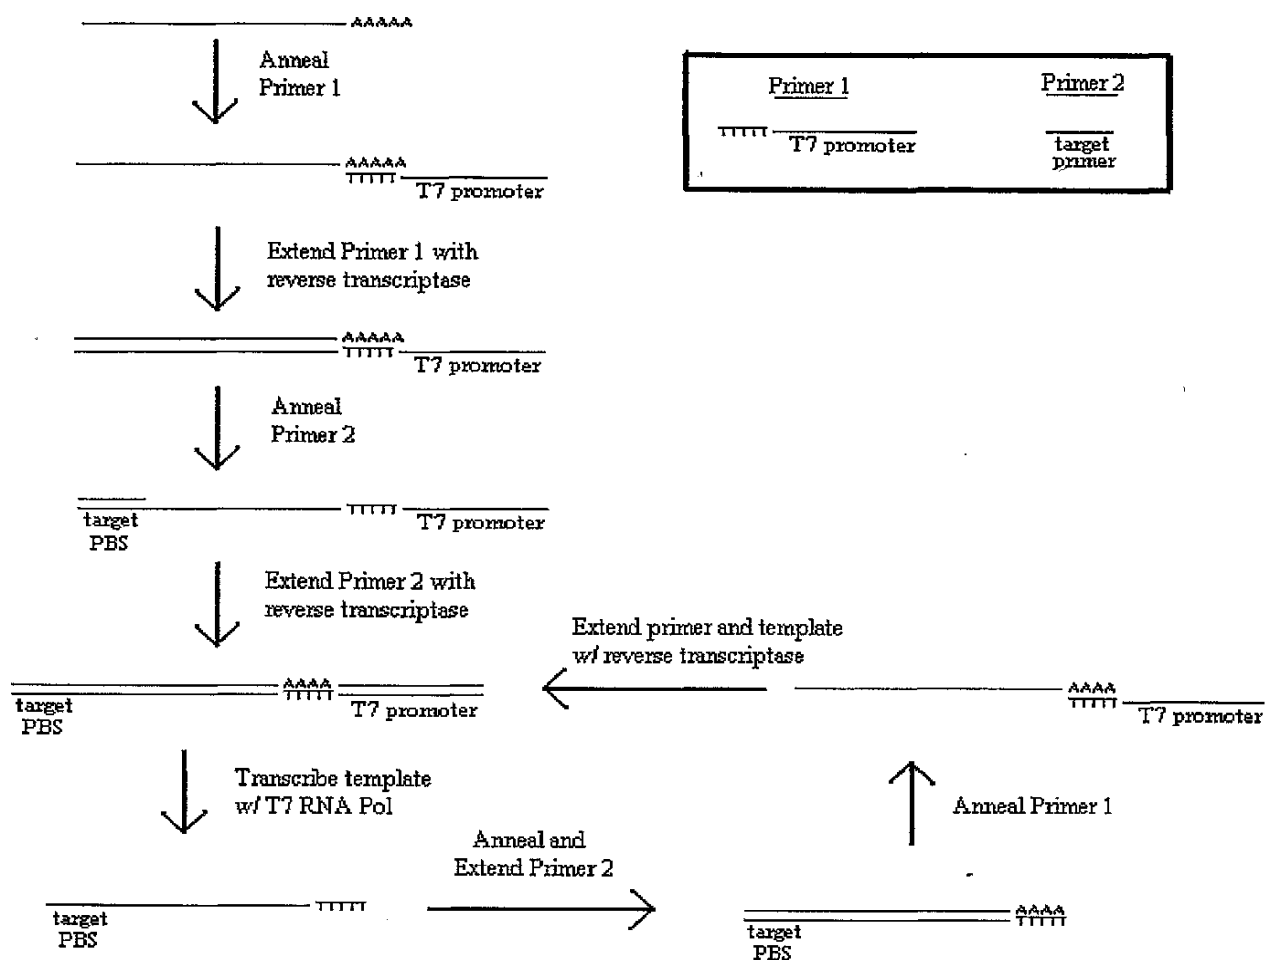 AAAAA
Anneal
Primer 1
Primer 1
Primer 2
TTTTT
T7 promoter
target
primer
AAAAA
TTTTT
T7 promoter
Extend Primer 1 with
reverse transcriptase
AAAAA
TTTTT
T7 promoter
Anneal
Primer 2
TTTTT
target
PBS
T7 promoter
Extend Primer 2 with
reverse transcriptase
Extend primer and template
w/ reverse transcriptase
AAAA
TTTTT
target
PBS
T7 promoter
AAAA
TTTTT
T7 promoter
Transcribe template
w/ T7 RNA Pol
Anneal Primer 1
Anneal and
Extend Primer 2
TTTTT
target
PBS
AAAA
TTTTT
target
PBS